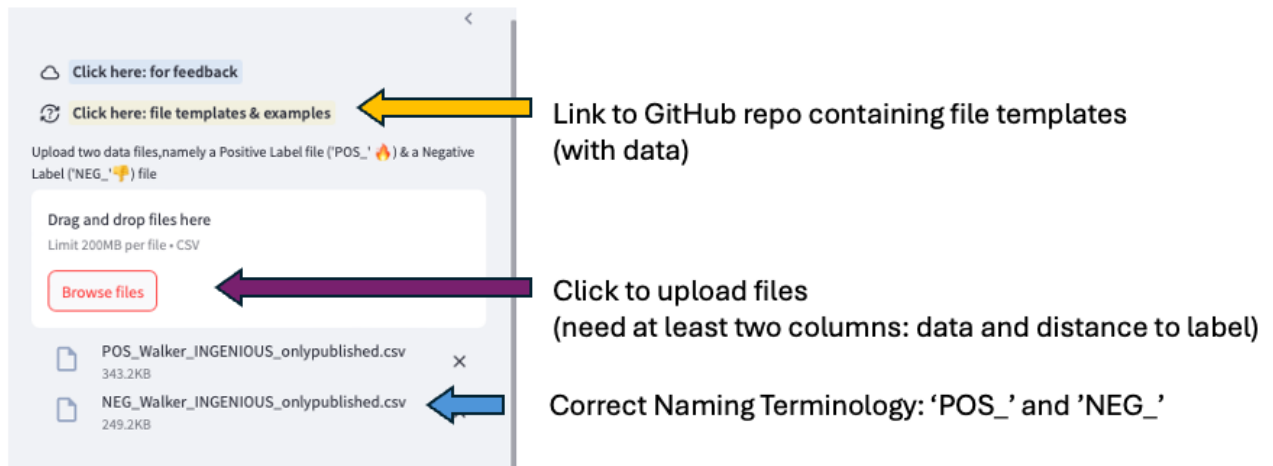 Click here: for feedback
Click here: file templates & examples
Link to GitHub repo containing file templates
(with data)
Upload two data files,namely a Positive Label file ('POS_' 🔥) & a Negative
Label ('NEG_'👎) file
Drag and drop files here
Limit 200MB per file • CSV
Browse files
Click to upload files
(need at least two columns: data and distance to label)
POS_Walker_INGENIOUS_onlypublished.csv
343.2KB
NEG_Walker_INGENIOUS_onlypublished.csv
249.2KB
Correct Naming Terminology: ‘POS_’ and ’NEG_’